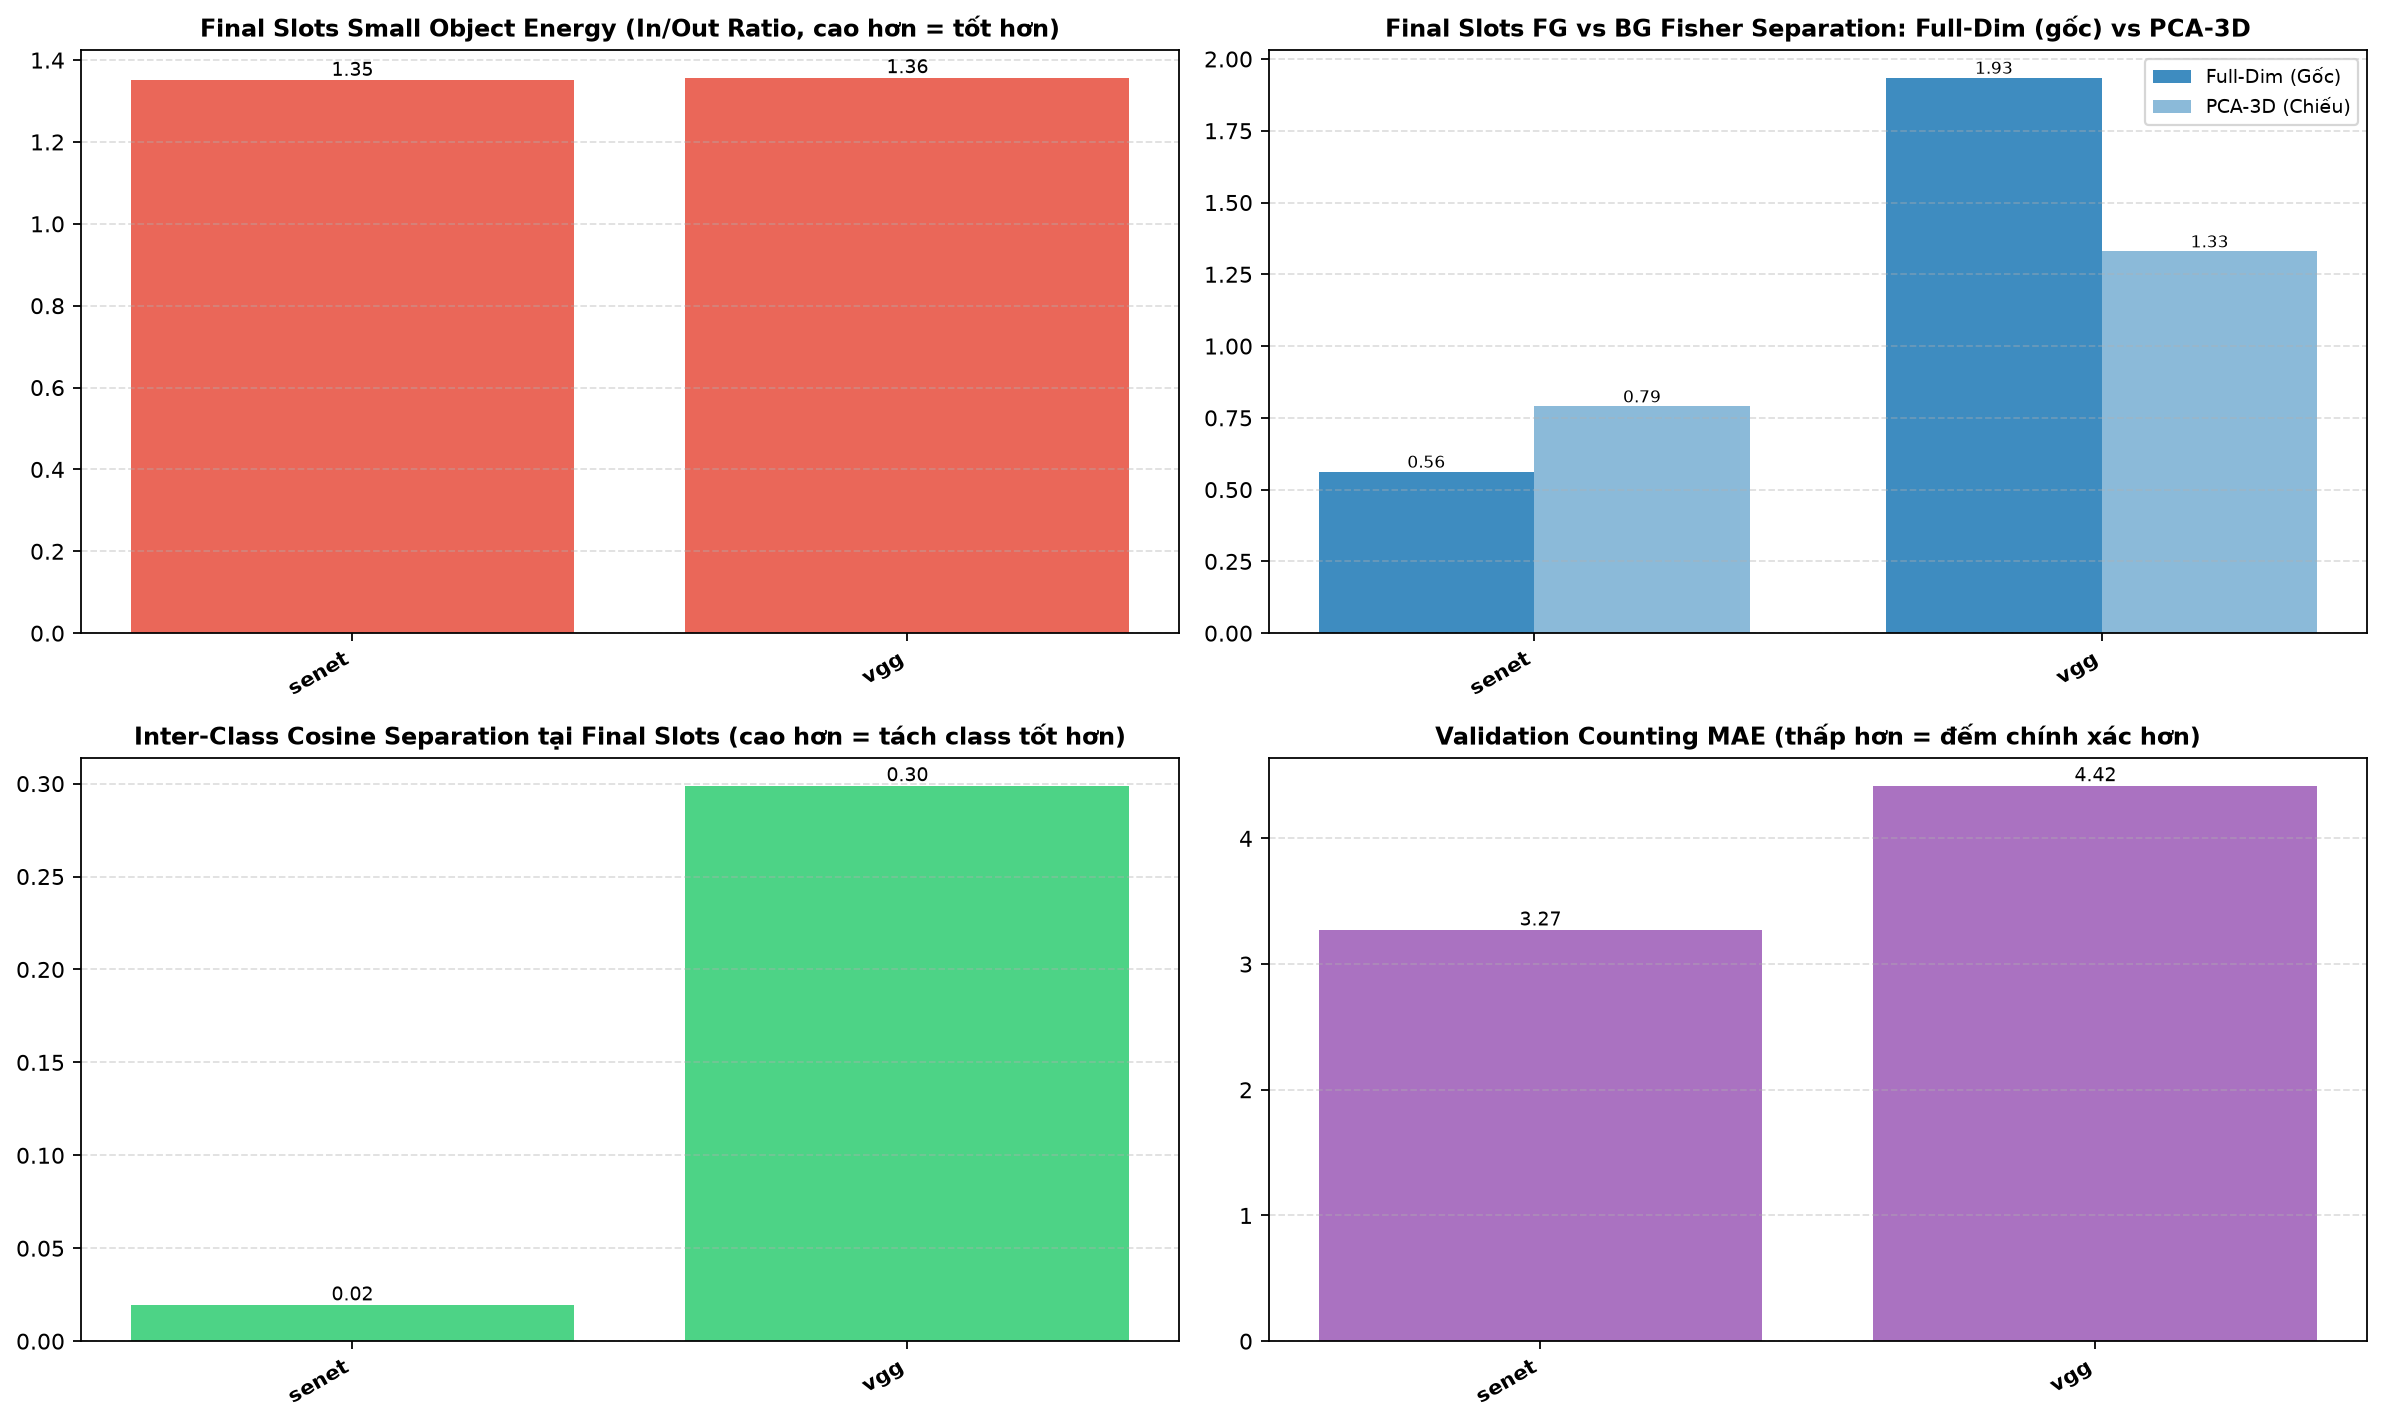 Final Slots Small Object Energy (In/Out Ratio, cao hơn = tốt hơn)
1.4
1.2
1.0
0.8
0.6
0.4
0.2
0.0
1.35
1.36
senet
vgg
Final Slots FG vs BG Fisher Separation: Full-Dim (gốc) vs PCA-3D
2.00
1.75
1.50
1.25
1.00
0.75
0.50
0.25
0.00
Full-Dim (Gốc)
PCA-3D (Chiếu)
0.56
0.79
1.93
1.33
senet
vgg
Inter-Class Cosine Separation tại Final Slots (cao hơn = tách class tốt hơn)
0.30
0.25
0.20
0.15
0.10
0.05
0.00
0.02
0.30
senet
vgg
Validation Counting MAE (thấp hơn = đếm chính xác hơn)
4
3
2
1
0
3.27
4.42
senet
vgg